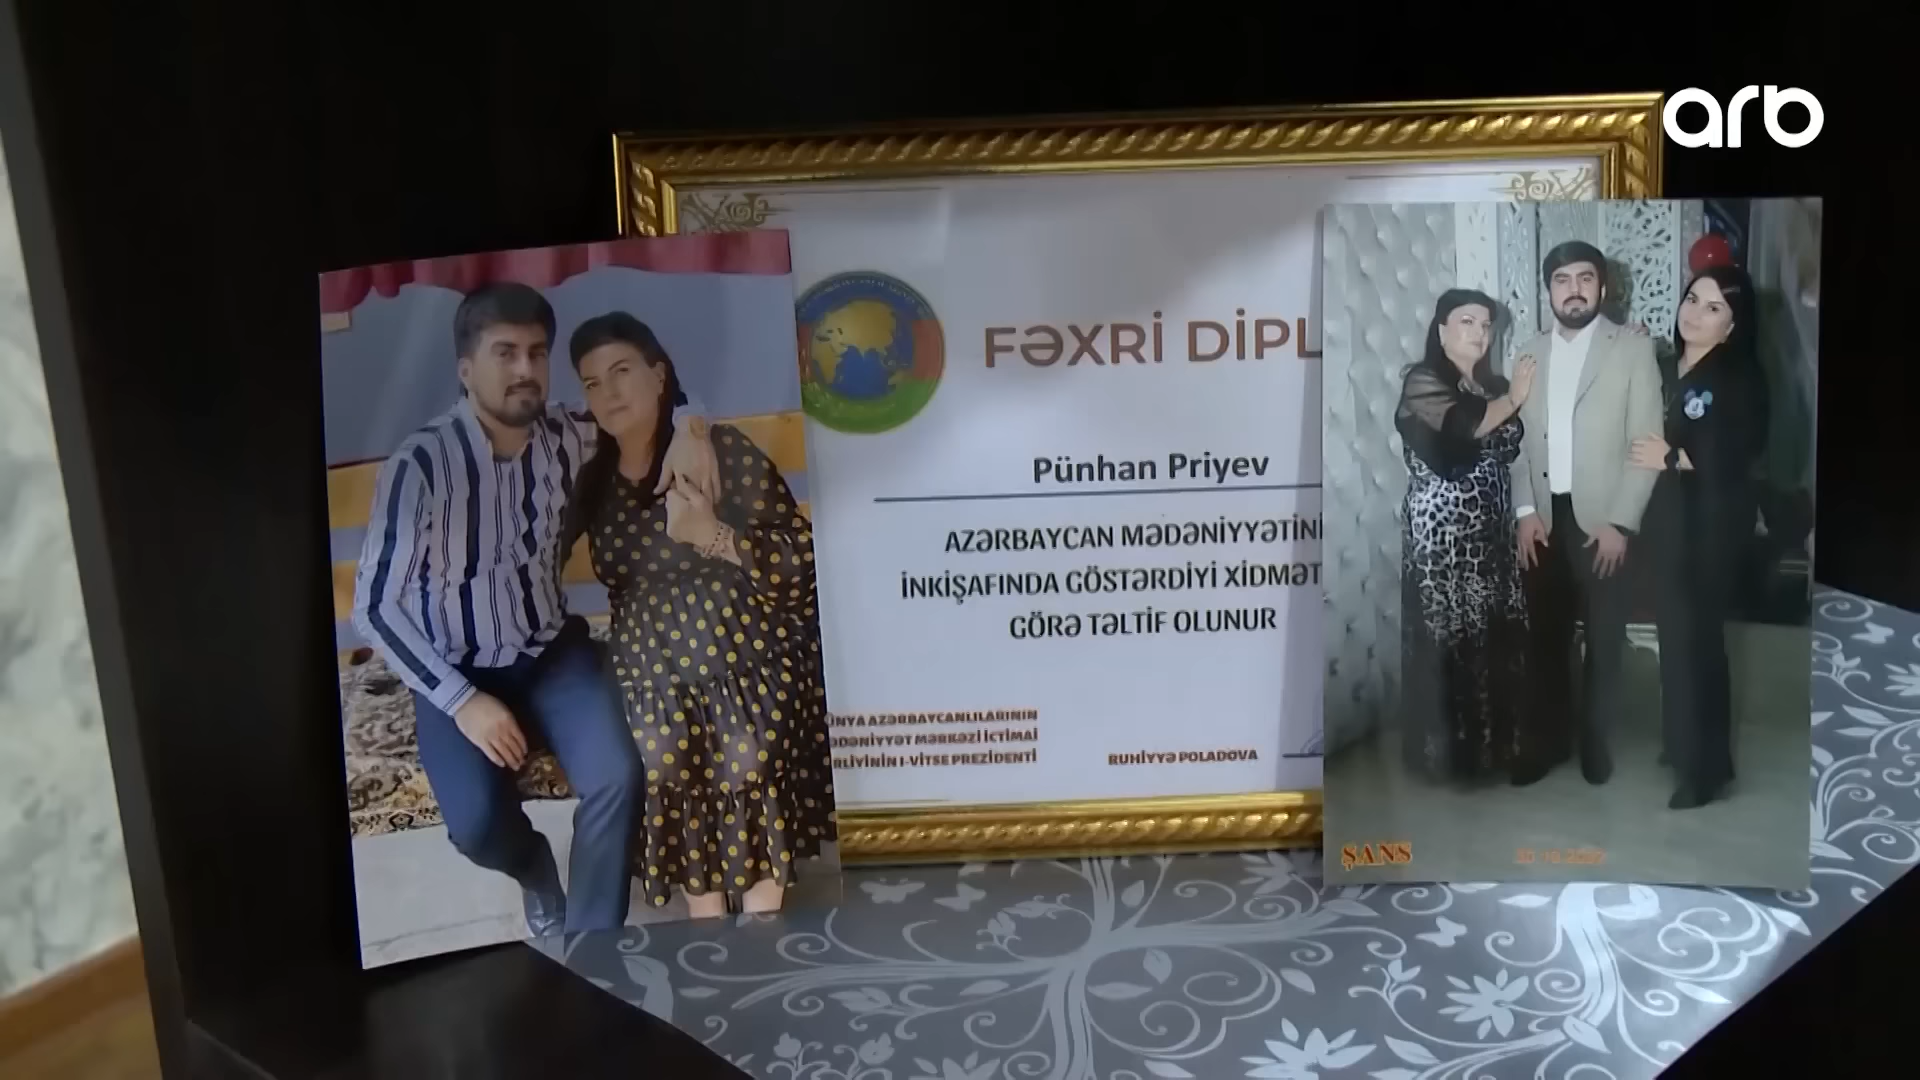 arb
FƏXRİ DİPL
Pünhan Priyev
AZƏRBAYCAN MƏDƏNİYYƏTİNİ
İNKİŞAFINDA GÖSTƏRDİYİ XİDMƏT
GÖRƏ TƏLTİF OLUNUR
ÜNYA AZƏRBAYCANLILARININ
ƏDƏNİYYƏT MƏRKƏZİ İCTİMAİ
RLİYİNİN I-VİTSE PREZİDENTİ
RUHİYYƏ POLADOVA
ŞANS